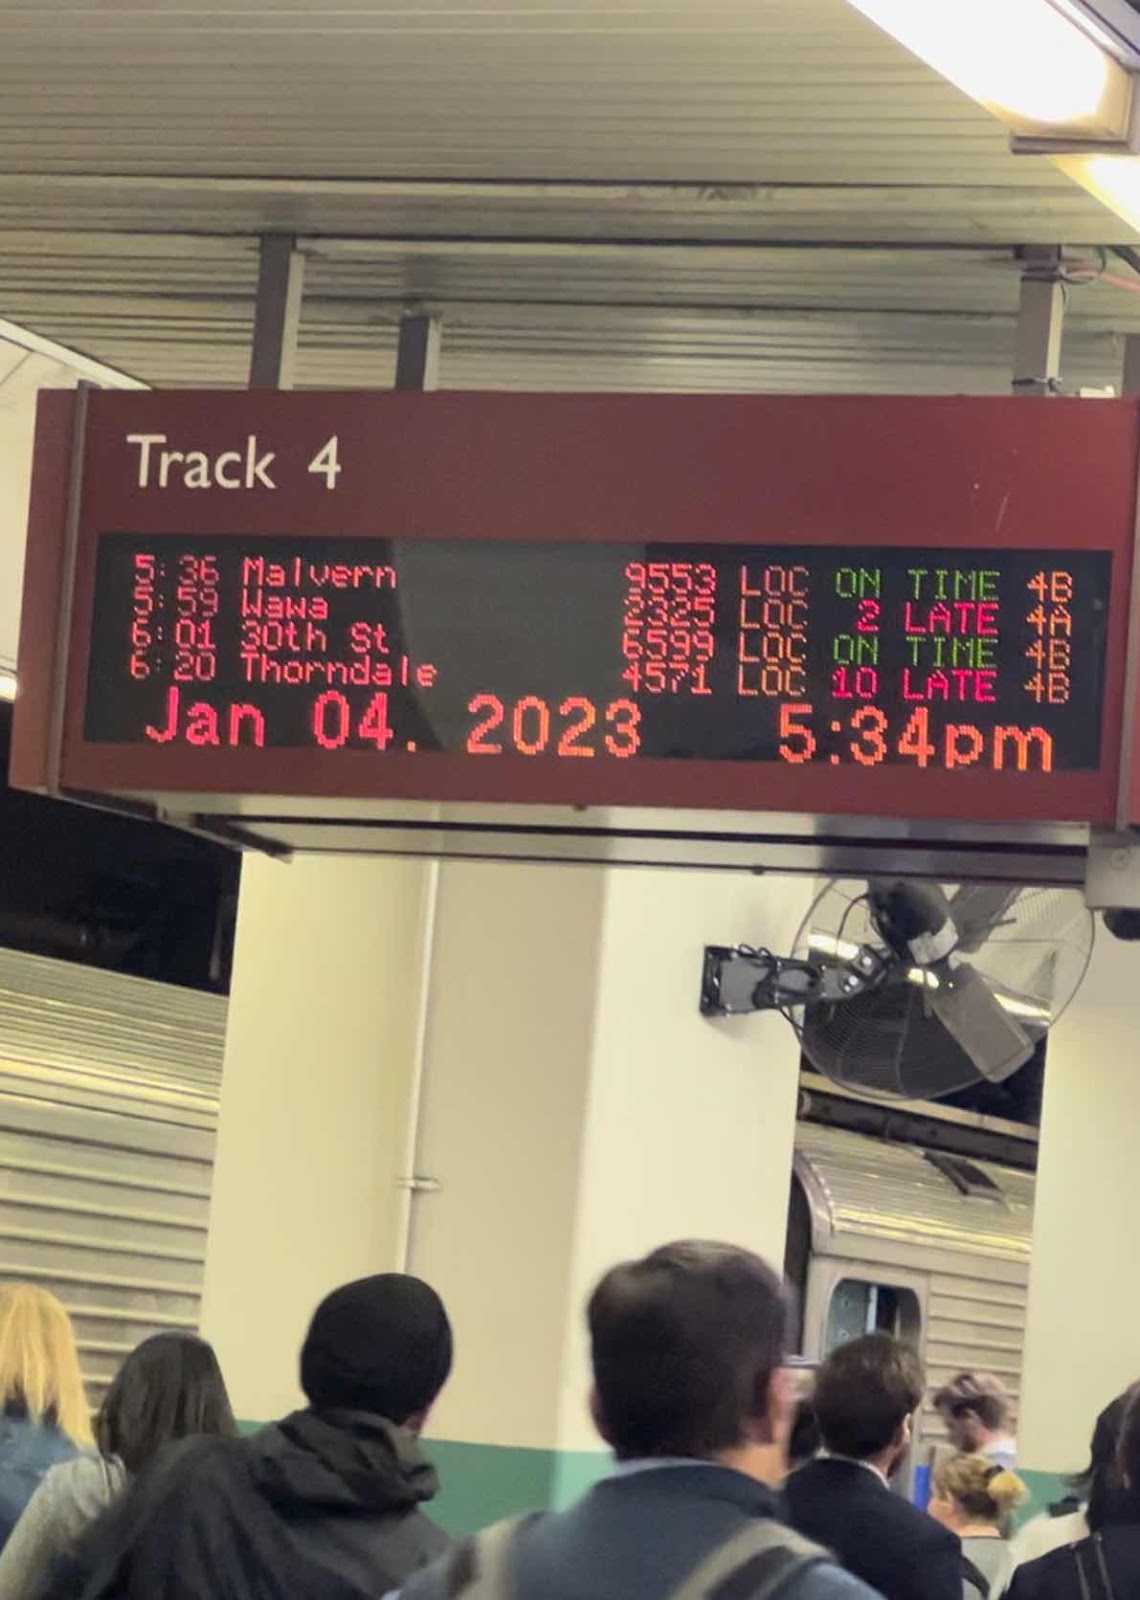 Track 4
5:36 Malvern 9553 LOC ON TIME 4B
5:59 Wawa 2325 LOC 2 LATE 4A
6:01 30th St 6599 LOC ON TIME 4B
6:20 Thorndale 4571 LOC 10 LATE 4B
Jan 04. 2023 5:34pm